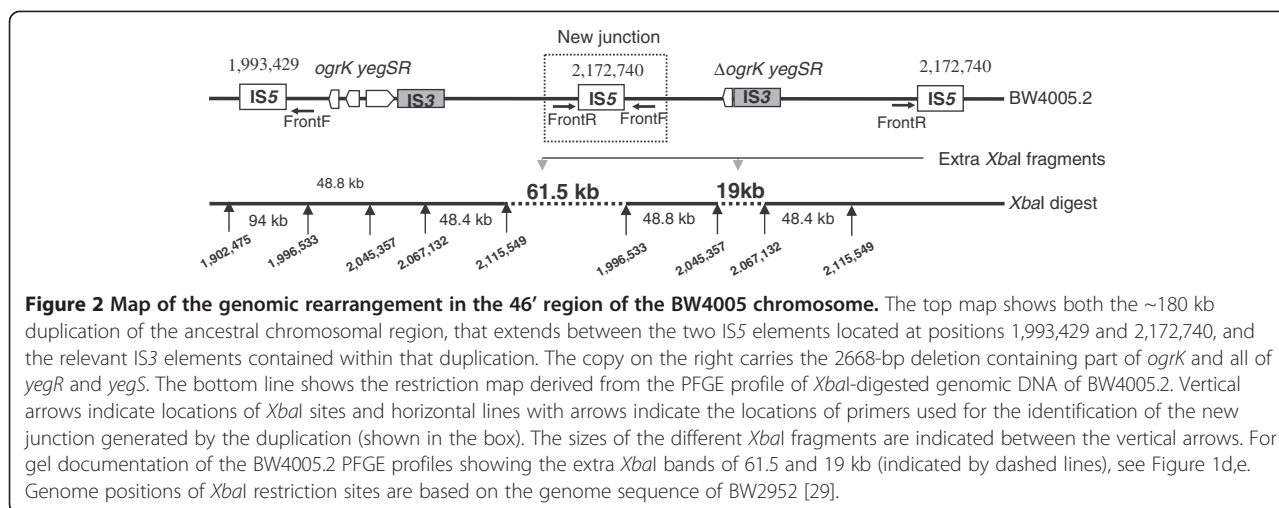 New junction
1,993,429 ogrK yegSR 2,172,740 ΔogrK yegSR 2,172,740
IS5 IS3 IS5 IS3 IS5 BW4005.2
FrontF FrontR FrontF FrontR
Extra XbaI fragments
48.8 kb 61.5 kb 19kb XbaI digest
94 kb 48.4 kb 48.8 kb 48.4 kb
1,902,475 1,996,533 2,045,357 2,067,132 2,115,549 1,996,533 2,045,357 2,067,132 2,115,549
Figure 2 Map of the genomic rearrangement in the 46’ region of the BW4005 chromosome. The top map shows both the ~180 kb
duplication of the ancestral chromosomal region, that extends between the two IS5 elements located at positions 1,993,429 and 2,172,740, and
the relevant IS3 elements contained within that duplication. The copy on the right carries the 2668-bp deletion containing part of ogrK and all of
yegR and yegS. The bottom line shows the restriction map derived from the PFGE profile of XbaI-digested genomic DNA of BW4005.2. Vertical
arrows indicate locations of XbaI sites and horizontal lines with arrows indicate the locations of primers used for the identification of the new
junction generated by the duplication (shown in the box). The sizes of the different XbaI fragments are indicated between the vertical arrows. For
gel documentation of the BW4005.2 PFGE profiles showing the extra XbaI bands of 61.5 and 19 kb (indicated by dashed lines), see Figure 1d,e.
Genome positions of XbaI restriction sites are based on the genome sequence of BW2952 [29].